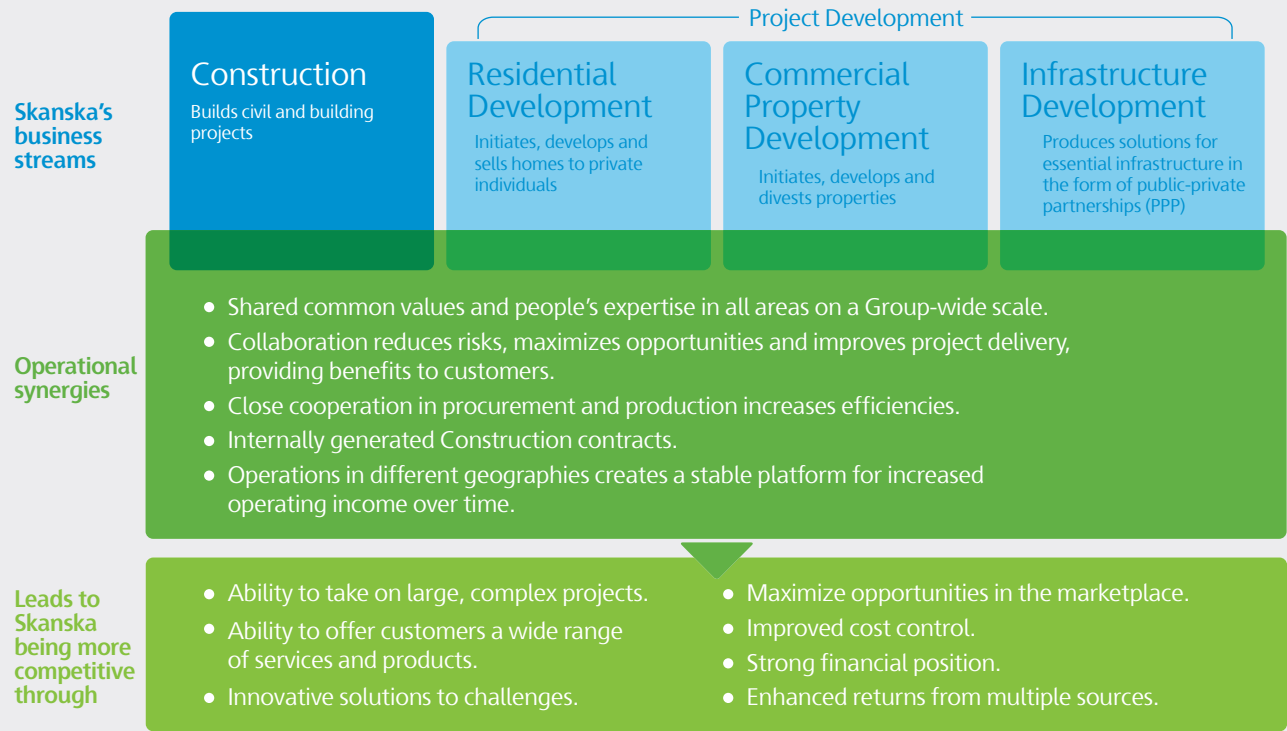 Project Development
Skanska's
business
streams
Construction
Builds civil and building
projects
Residential
Development
Initiates, develops and
sells homes to private
individuals
Commercial
Property
Development
Initiates, develops and
divests properties
Infrastructure
Development
Produces solutions for
essential infrastructure in
the form of public-private
partnerships (PPP)
Operational
synergies
• Shared common values and people's expertise in all areas on a Group-wide scale.
• Collaboration reduces risks, maximizes opportunities and improves project delivery,
providing benefits to customers.
• Close cooperation in procurement and production increases efficiencies.
• Internally generated Construction contracts.
• Operations in different geographies creates a stable platform for increased
operating income over time.
Leads to
Skanska
being more
competitive
through
• Ability to take on large, complex projects.
• Ability to offer customers a wide range
of services and products.
• Innovative solutions to challenges.
• Maximize opportunities in the marketplace.
• Improved cost control.
• Strong financial position.
• Enhanced returns from multiple sources.